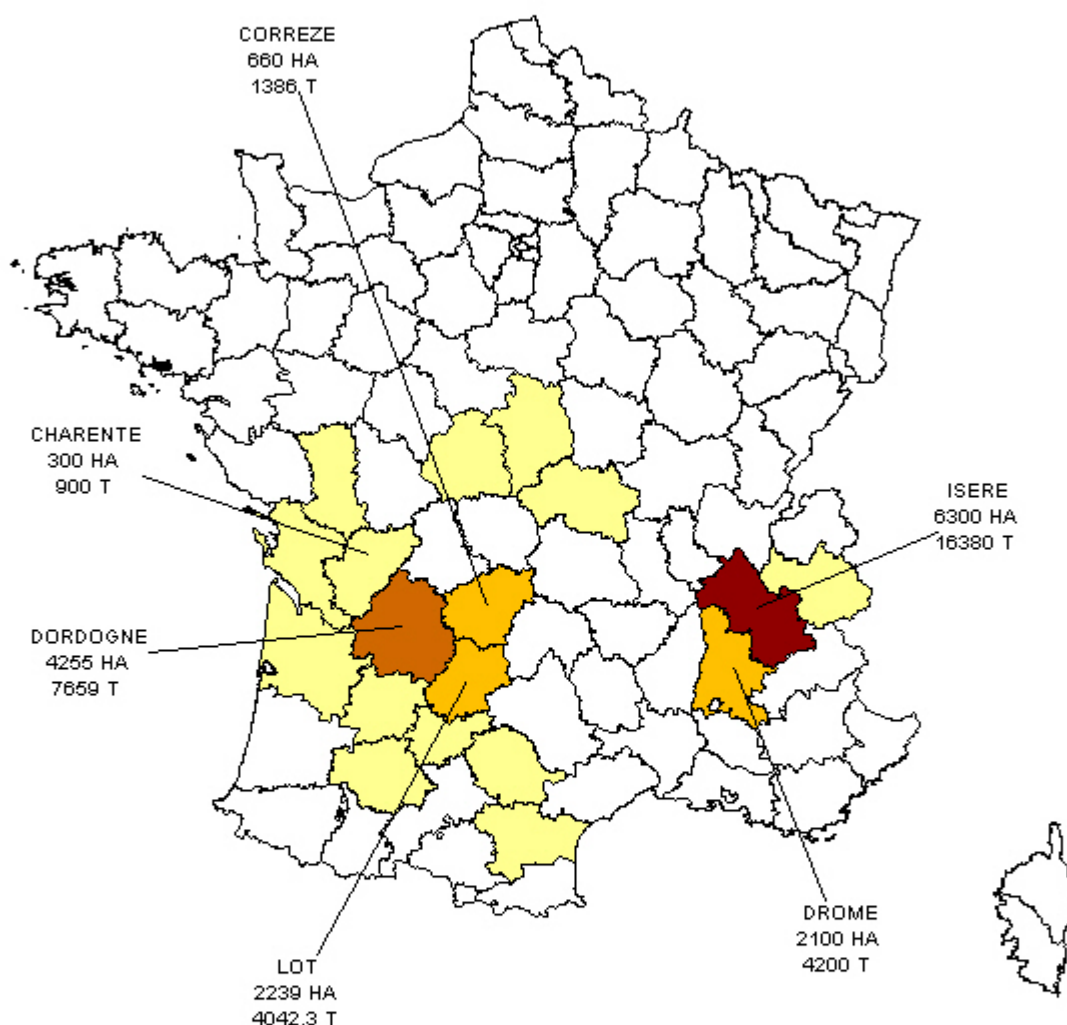 CORREZE
660 HA
1386 T
CHARENTE
300 HA
900 T
ISERE
6300 HA
16380 T
DORDOGNE
4255 HA
7659 T
DROME
2100 HA
4200 T
LOT
2239 HA
4042.3 T